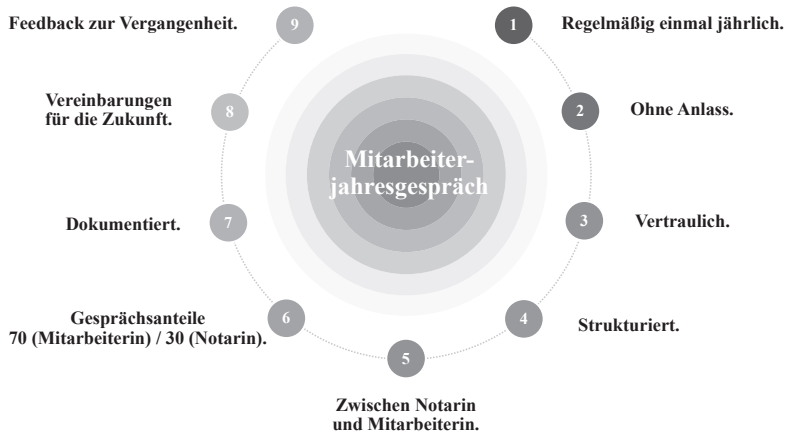 Mitarbeiter-
jahresgespräch
1
Regelmäßig einmal jährlich.
2
Ohne Anlass.
3
Vertraulich.
4
Strukturiert.
5
Zwischen Notarin
und Mitarbeiterin.
6
Gesprächsanteile
70 (Mitarbeiterin) / 30 (Notarin).
7
Dokumentiert.
8
Vereinbarungen
für die Zukunft.
9
Feedback zur Vergangenheit.